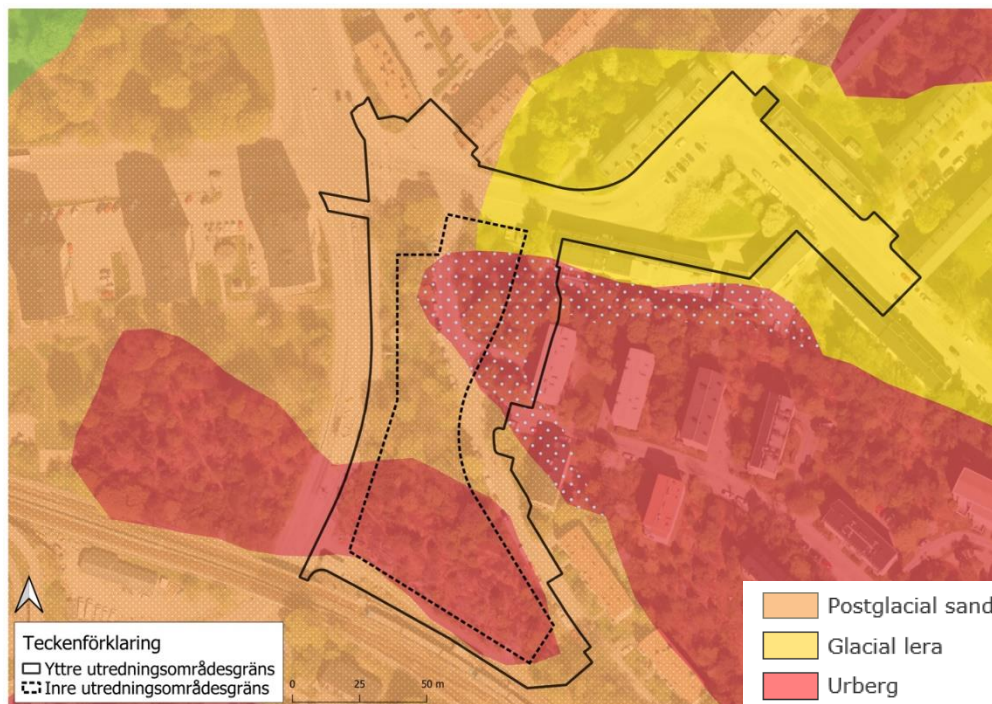 Teckenförklaring
Yttre utredningsområdesgräns
Inre utredningsområdesgräns
0 25 50 m
Postglacial sand
Glacial lera
Urberg